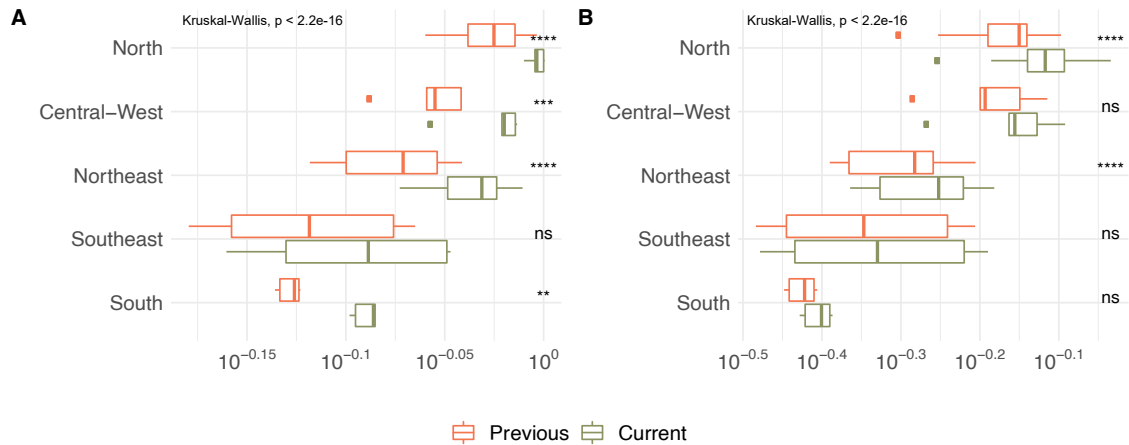 A
Kruskal-Wallis, p < 2.2e-16
North
****
Central−West
***
Northeast
****
Southeast
ns
South
**
10^−0.15 10^−0.1 10^−0.05 10^0
B
Kruskal-Wallis, p < 2.2e-16
North
****
Central−West
ns
Northeast
****
Southeast
ns
South
ns
10^−0.5 10^−0.4 10^−0.3 10^−0.2 10^−0.1
Previous Current